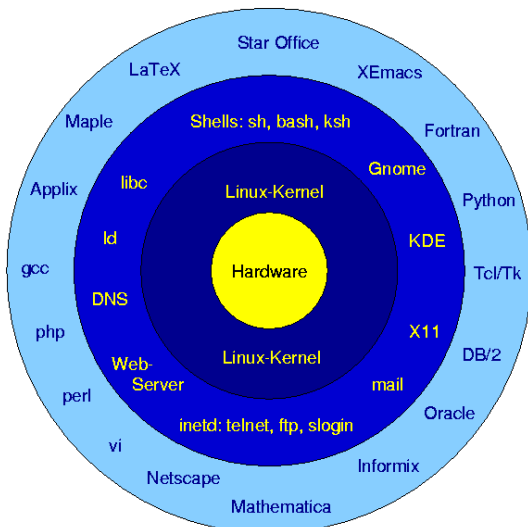 Star Office
LaTeX
XEmacs
Maple
Shells: sh, bash, ksh
Fortran
Gnome
Applix
libc
Linux-Kernel
Python
ld
KDE
gcc
Hardware
Tcl/Tk
DNS
php
X11
Linux-Kernel
DB/2
Web-
Server
mail
perl
Oracle
inetd: telnet, ftp, slogin
vi
Informix
Netscape
Mathematica